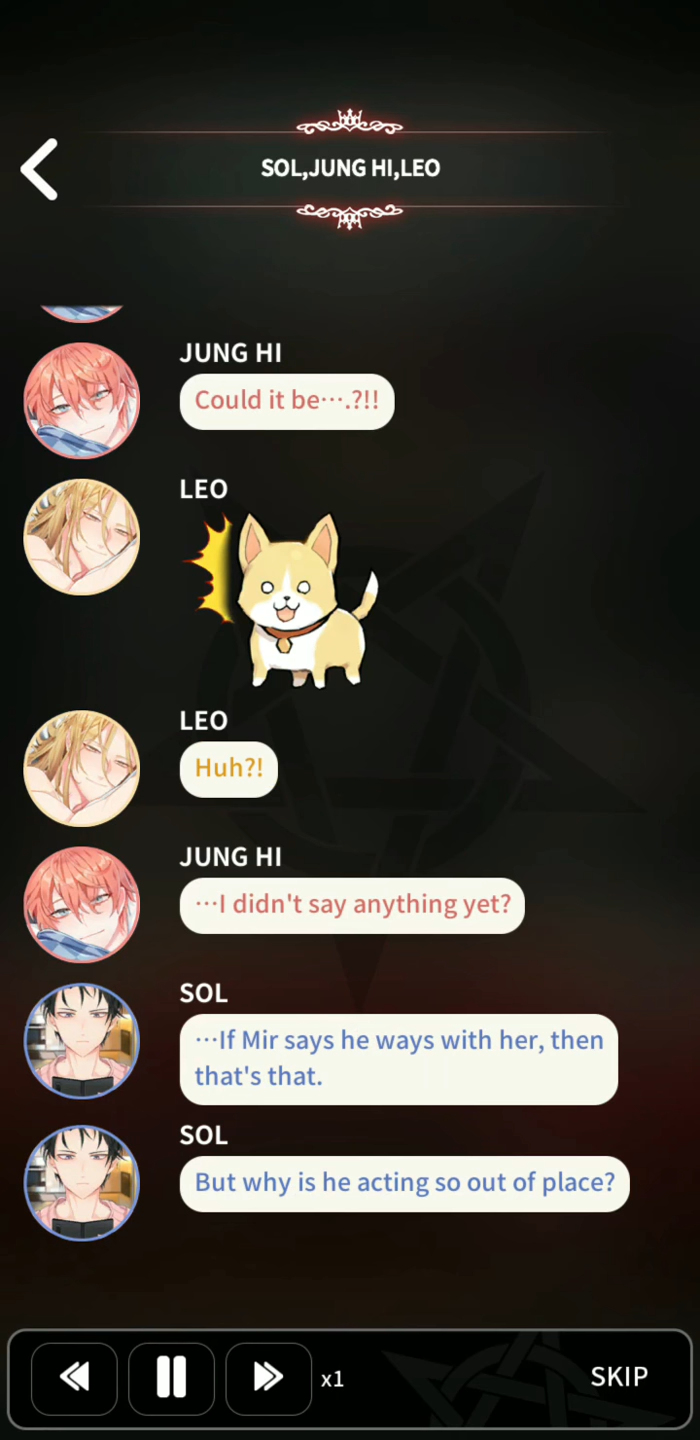 SOL,JUNG HI,LEO
JUNG HI
Could it be….?!!
LEO
LEO
Huh?!
JUNG HI
…I didn't say anything yet?
SOL
…If Mir says he ways with her, then
that's that.
SOL
But why is he acting so out of place?
x1
SKIP